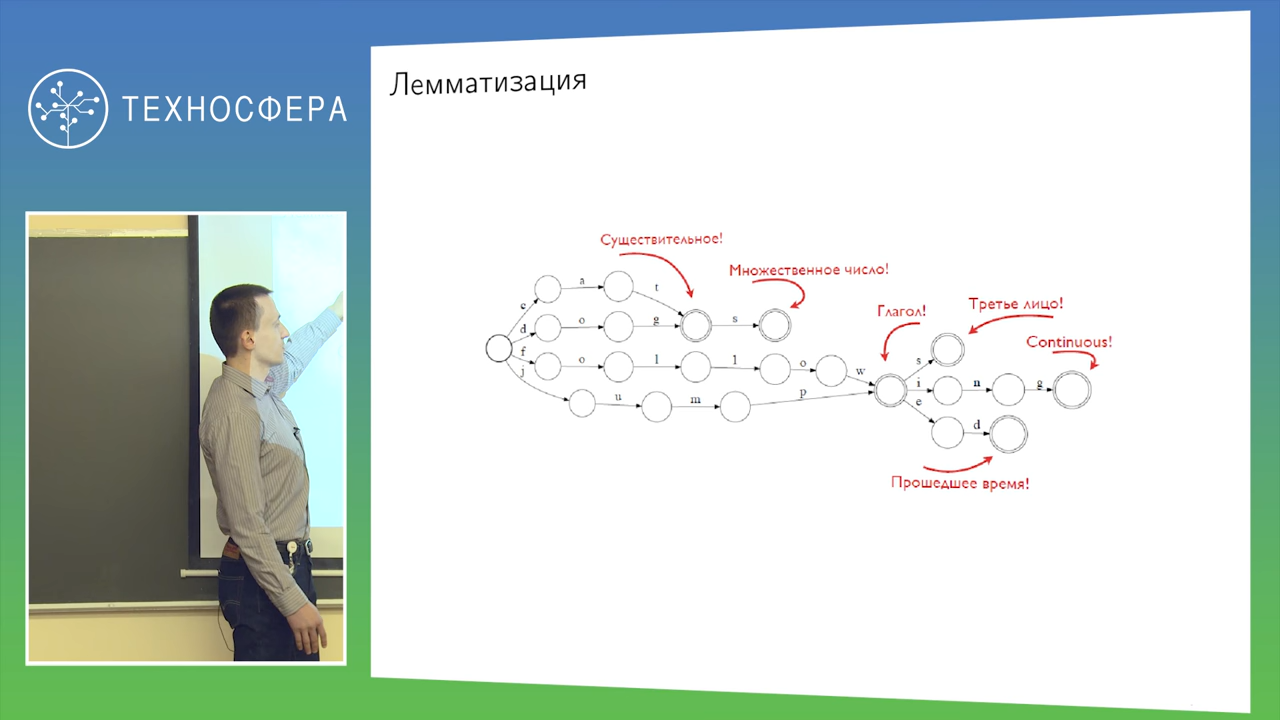 ТЕХНОСФЕРА
Лемматизация
Существительное!
Множественное число!
Глагол!
Третье лицо!
Continuous!
c a t
d o g s
f o l l o w
j u m p
s
i n g
e d
Прошедшее время!